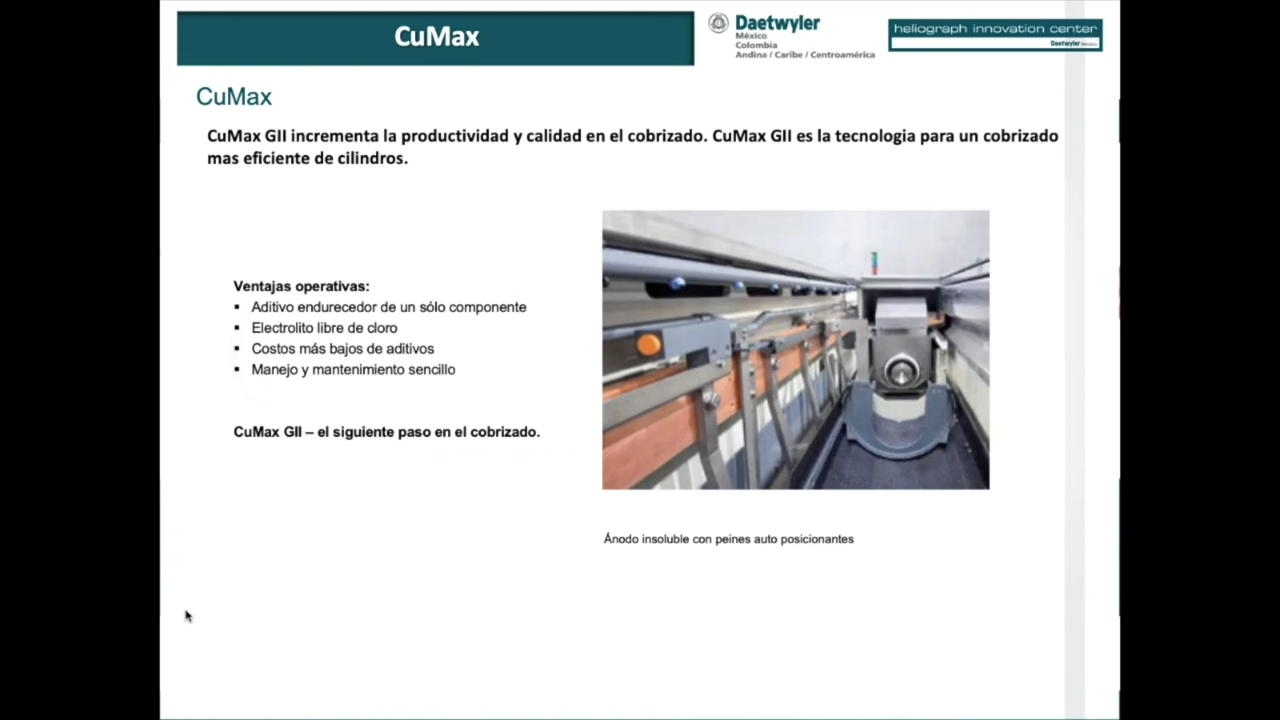 CuMax
Daetwyler
México
Colombia
Andina / Caribe / Centroamérica
heliograph innovation center
Daetwyler
CuMax
CuMax GII incrementa la productividad y calidad en el cobrizado. CuMax GII es la tecnologia para un cobrizado
mas eficiente de cilindros.
Ventajas operativas:
▪ Aditivo endurecedor de un sólo componente
▪ Electrolito libre de cloro
▪ Costos más bajos de aditivos
▪ Manejo y mantenimiento sencillo
CuMax GII – el siguiente paso en el cobrizado.
Ánodo insoluble con peines auto posicionantes